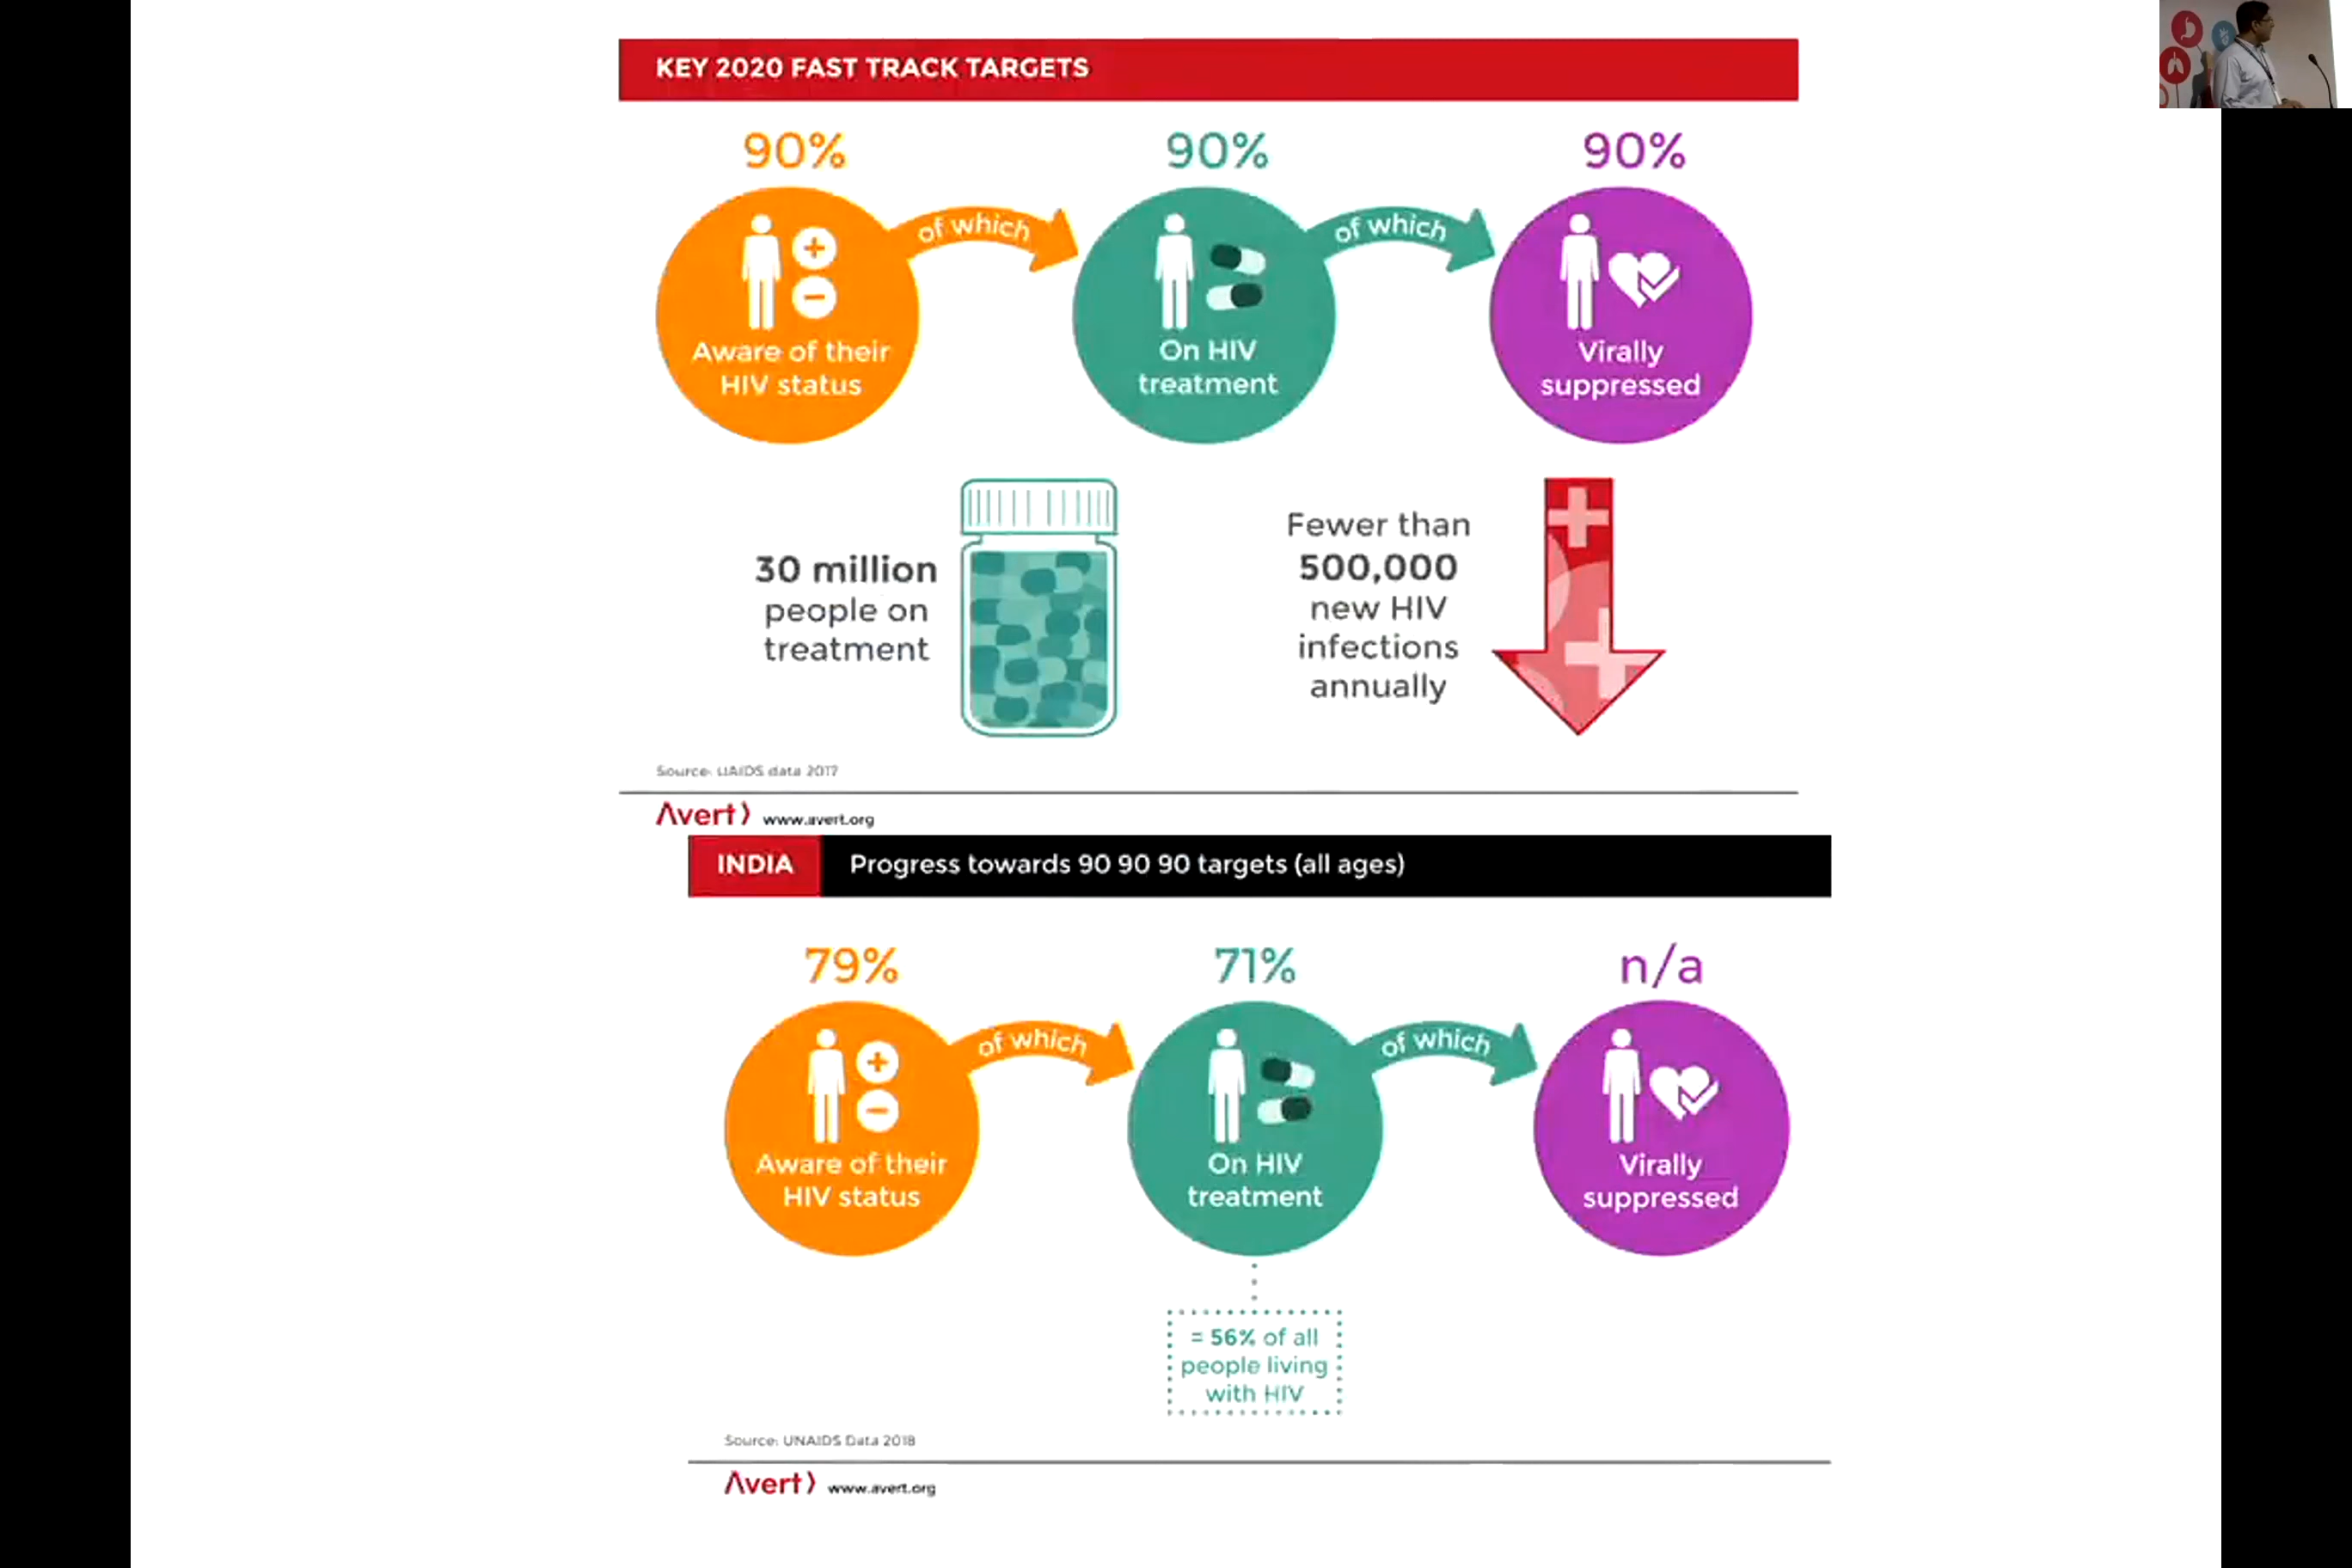 KEY 2020 FAST TRACK TARGETS
90%
90%
90%
of which
of which
Aware of their
HIV status
On HIV
treatment
Virally
suppressed
30 million
people on
treatment
Fewer than
500,000
new HIV
infections
annually
Source: UAIDS data 2017
Avert) www.avert.org
INDIA
Progress towards 90 90 90 targets (all ages)
79%
71%
n/a
of which
of which
Aware of their
HIV status
On HIV
treatment
Virally
suppressed
= 56% of all
people living
with HIV
Source: UNAIDS Data 2018
Avert) www.avert.org